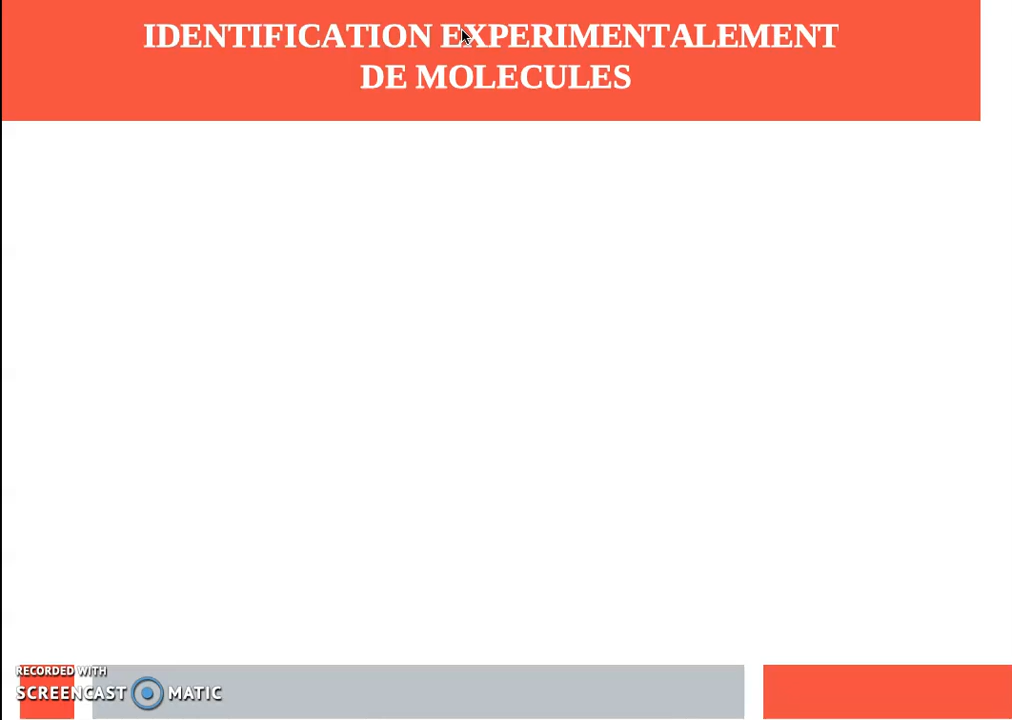 IDENTIFICATION EXPERIMENTALEMENT
DE MOLECULES
RECORDED WITH
SCREENCAST MATIC